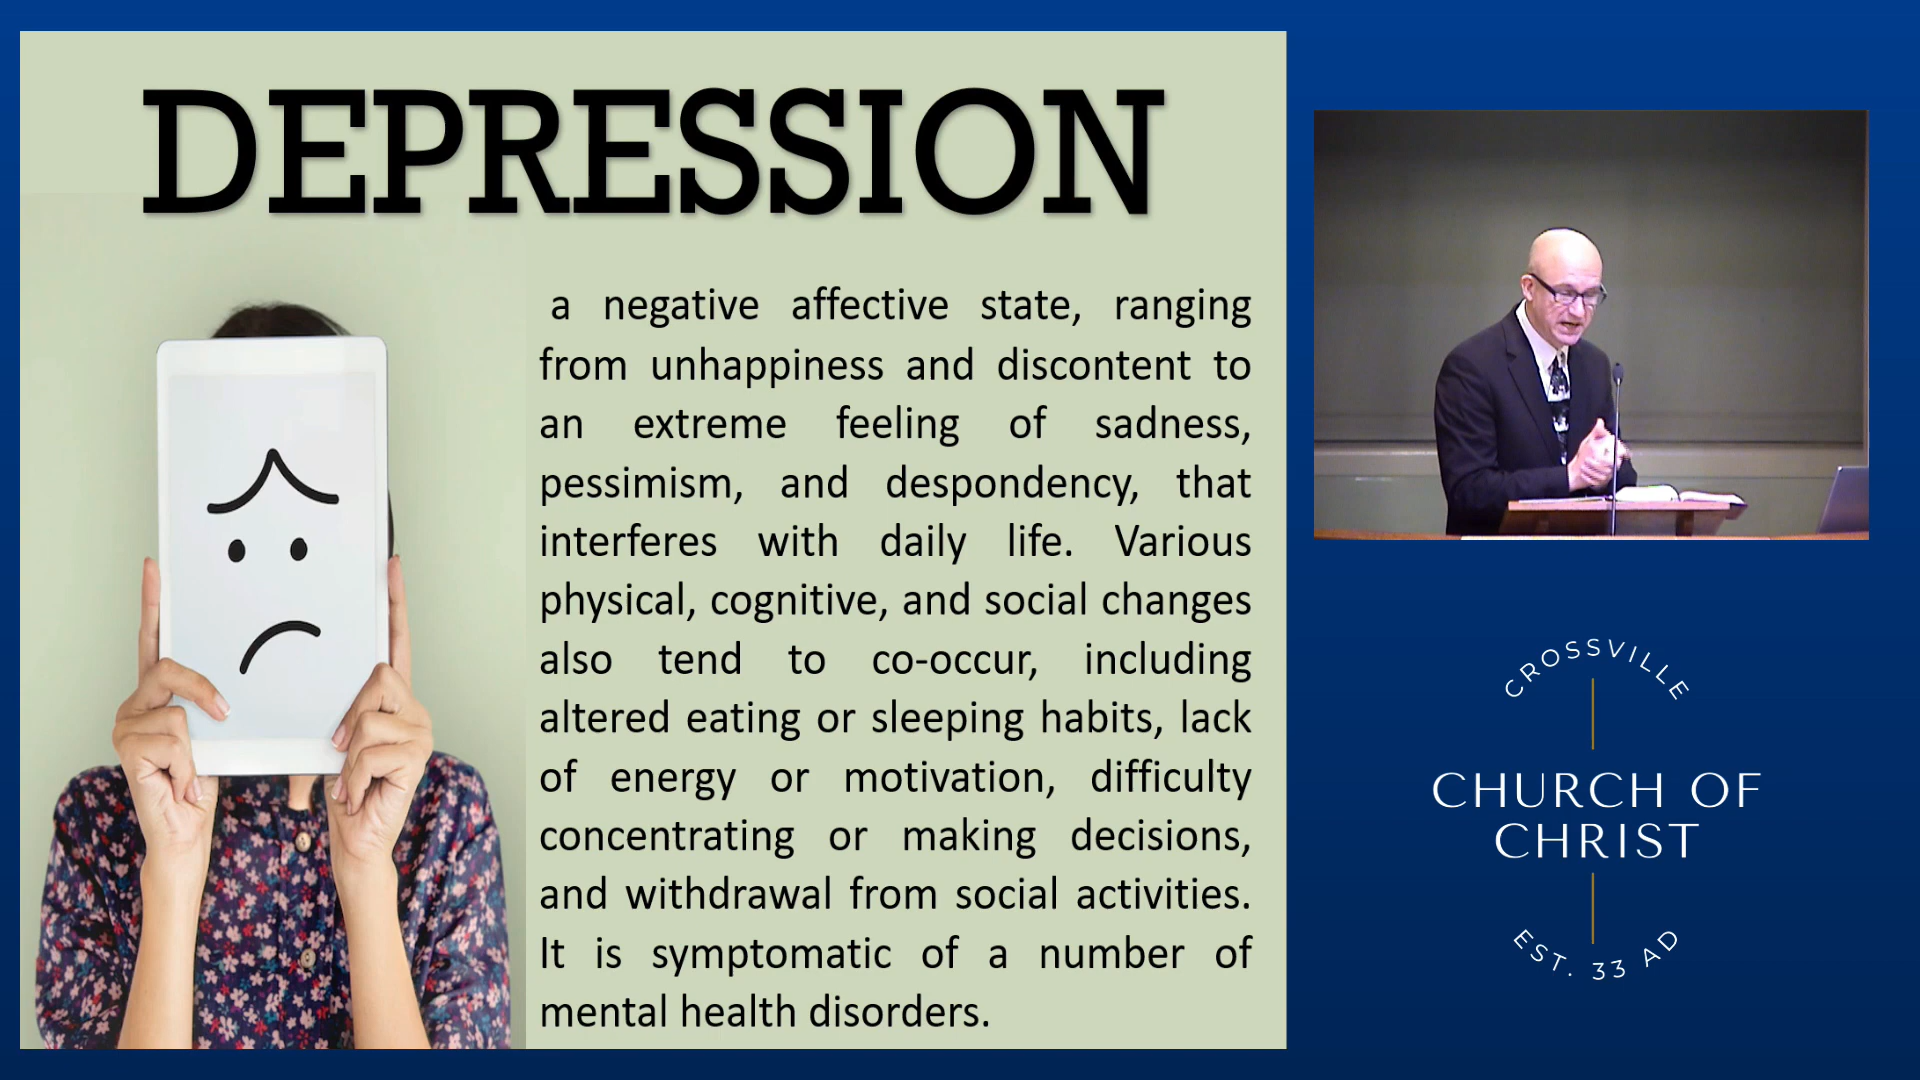 DEPRESSION
a negative affective state, ranging
from unhappiness and discontent to
an extreme feeling of sadness,
pessimism, and despondency, that
interferes with daily life. Various
physical, cognitive, and social changes
also tend to co-occur, including
altered eating or sleeping habits, lack
of energy or motivation, difficulty
concentrating or making decisions,
and withdrawal from social activities.
It is symptomatic of a number of
mental health disorders.
CROSSVILLE
CHURCH OF
CHRIST
EST. 33 AD